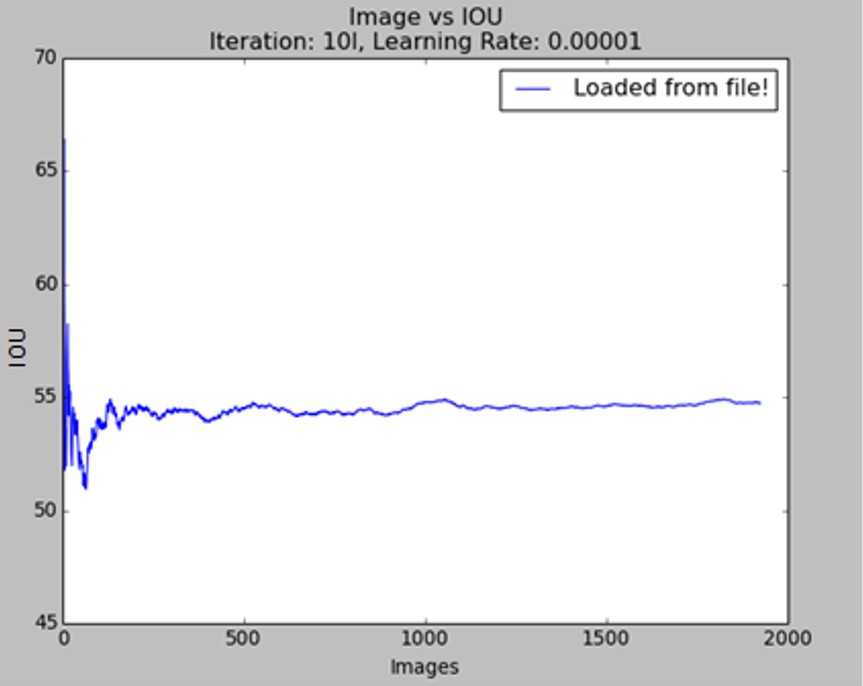 Image vs IOU
Iteration: 10l, Learning Rate: 0.00001
Loaded from file!
70
65
60
55
50
45
IOU
0 500 1000 1500 2000
Images